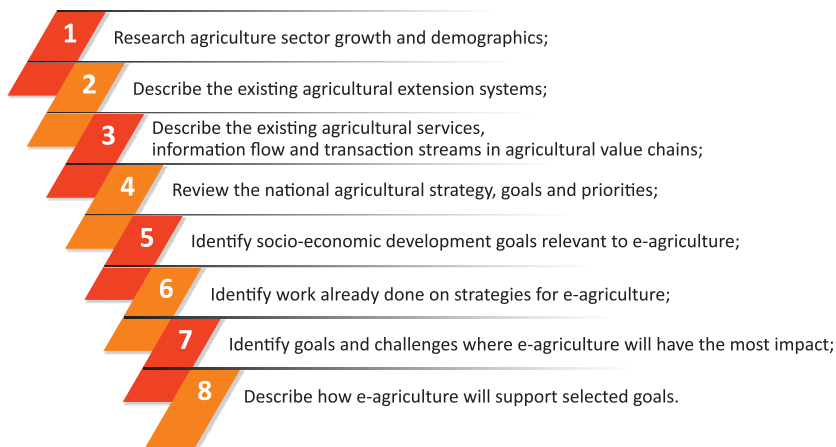 1
Research agriculture sector growth and demographics;
2
Describe the existing agricultural extension systems;
3
Describe the existing agricultural services,
information flow and transaction streams in agricultural value chains;
4
Review the national agricultural strategy, goals and priorities;
5
Identify socio-economic development goals relevant to e-agriculture;
6
Identify work already done on strategies for e-agriculture;
7
Identify goals and challenges where e-agriculture will have the most impact;
8
Describe how e-agriculture will support selected goals.